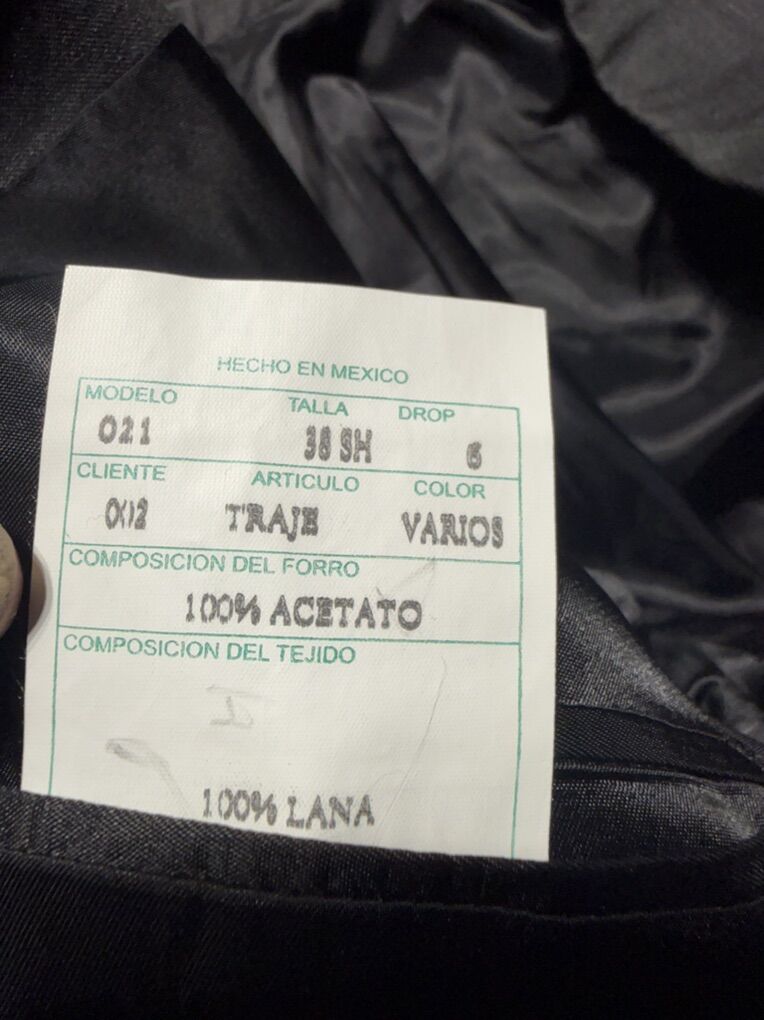 HECHO EN MEXICO
MODELO TALLA DROP
021 38 SH 6
CLIENTE ARTICULO COLOR
002 TRAJE VARIOS
COMPOSICION DEL FORRO
100% ACETATO
COMPOSICION DEL TEJIDO
100% LANA